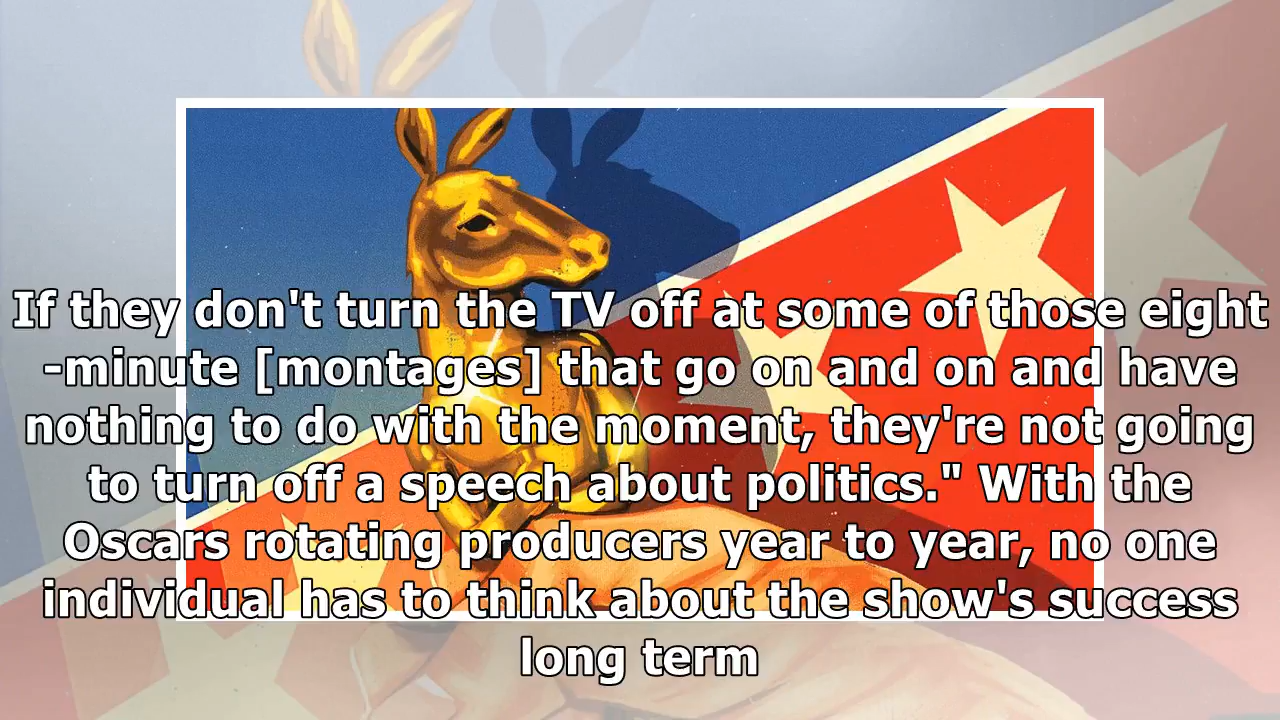 If they don't turn the TV off at some of those eight
-minute [montages] that go on and on and have
nothing to do with the moment, they're not going
to turn off a speech about politics." With the
Oscars rotating producers year to year, no one
individual has to think about the show's success
long term